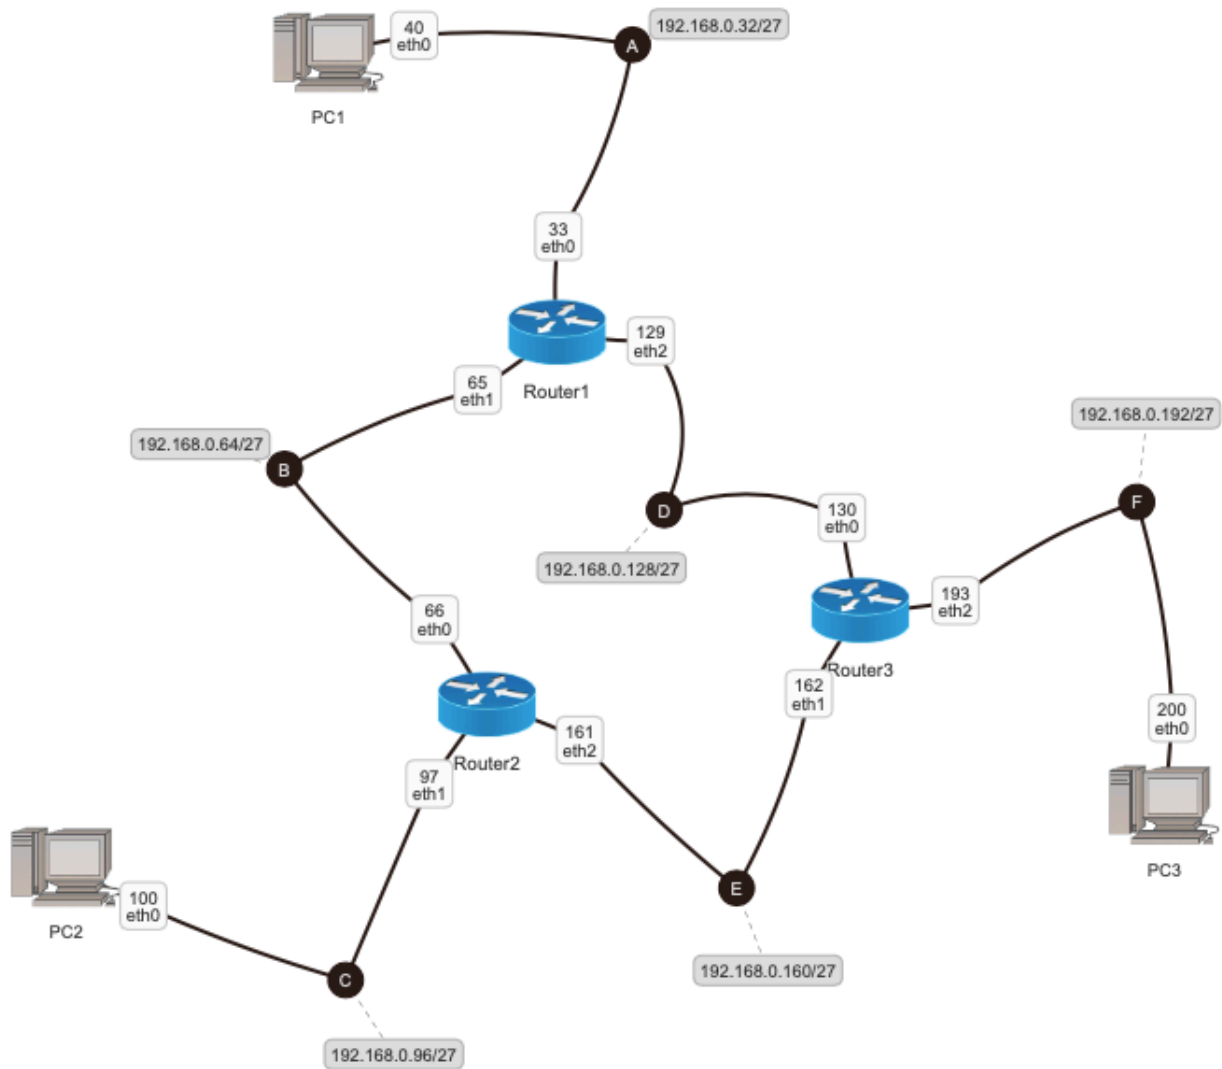 40
eth0
A
192.168.0.32/27
PC1
33
eth0
129
eth2
Router1
65
eth1
192.168.0.64/27
B
192.168.0.192/27
F
D
130
eth0
192.168.0.128/27
193
eth2
66
eth0
Router3
162
eth1
200
eth0
161
eth2
Router2
97
eth1
PC3
E
100
eth0
PC2
192.168.0.160/27
C
192.168.0.96/27